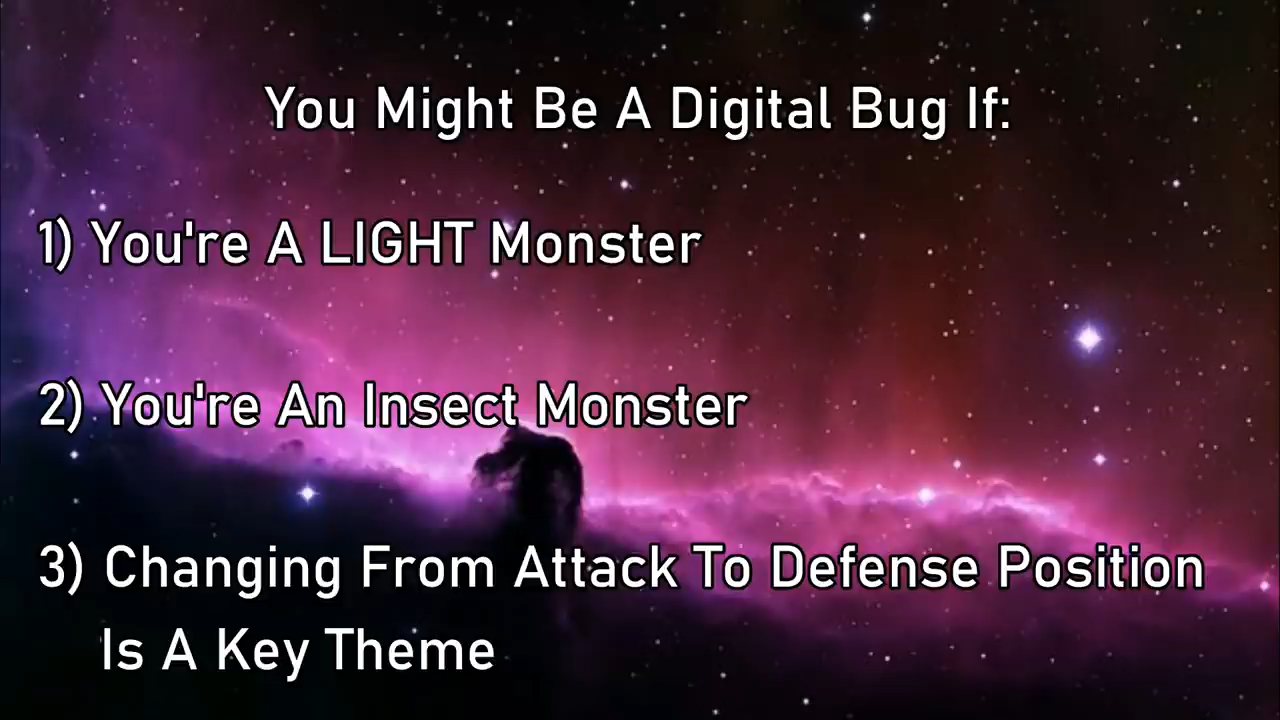 You Might Be A Digital Bug If:
1) You're A LIGHT Monster
2) You're An Insect Monster
3) Changing From Attack To Defense Position
Is A Key Theme